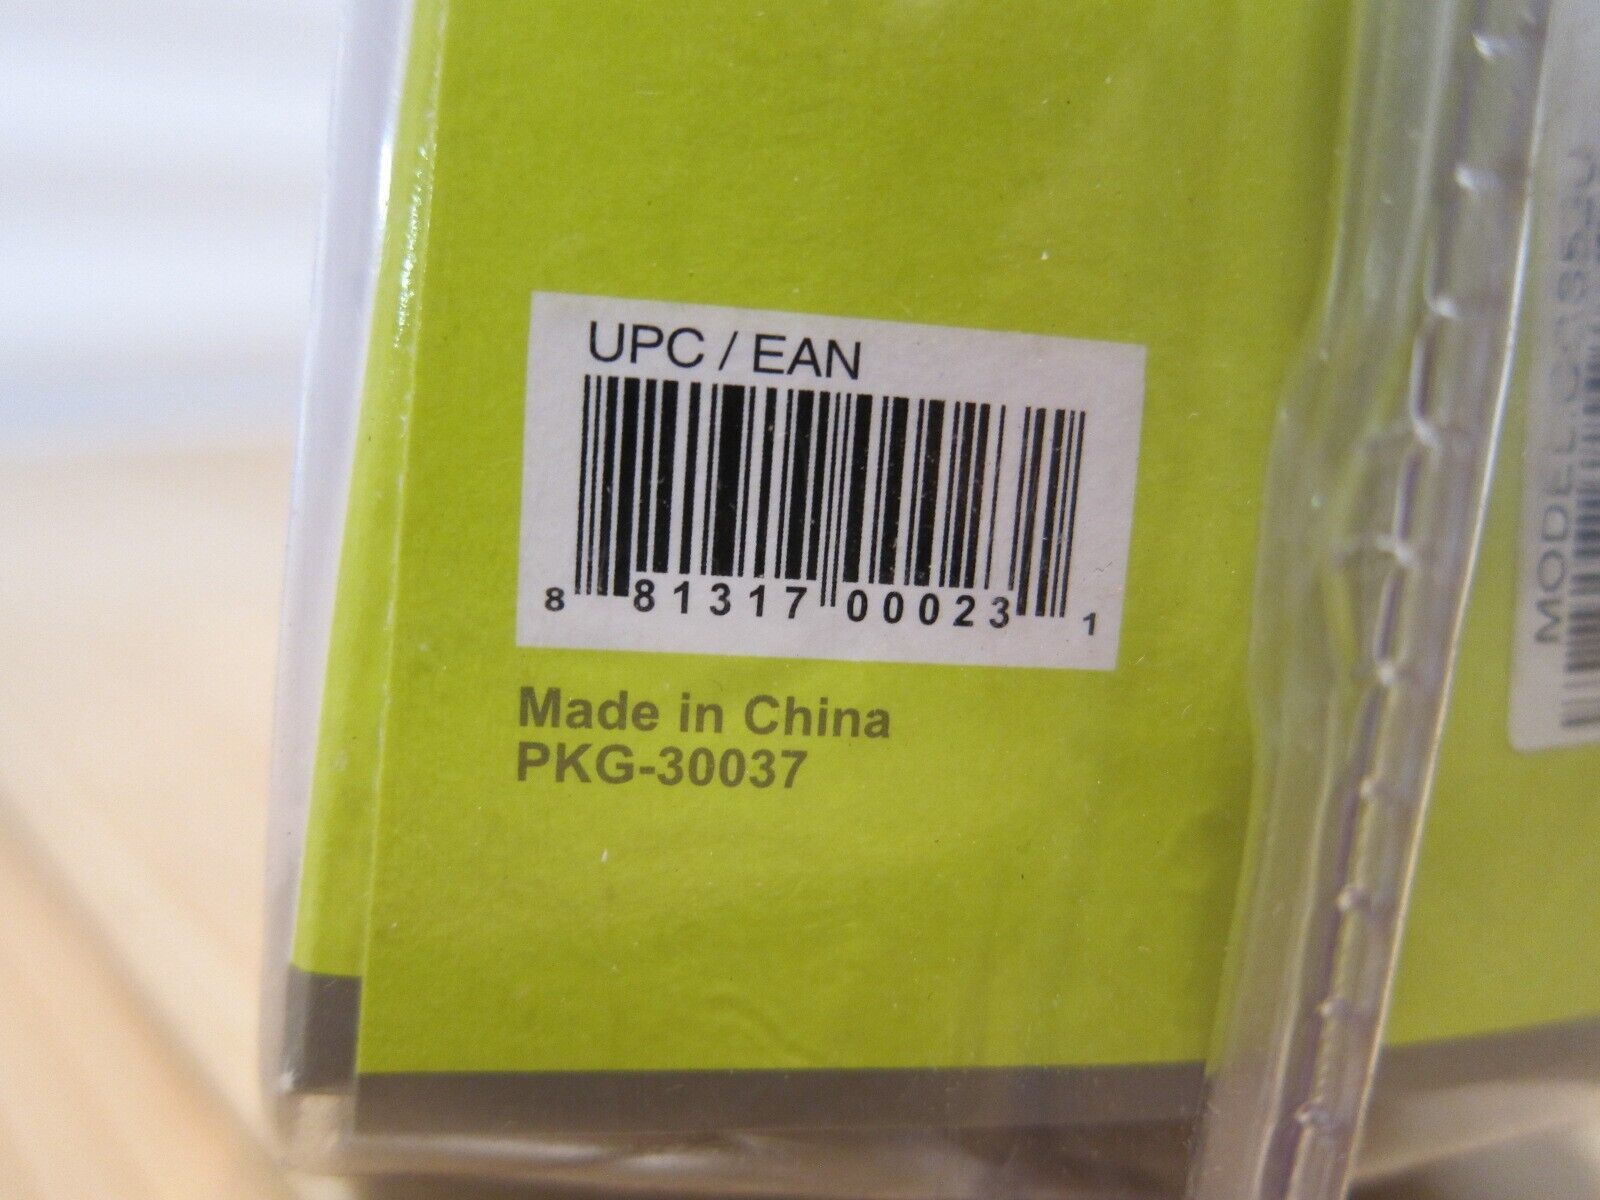 UPC / EAN
8 81317 00023 1
Made in China
PKG-30037
MODEL